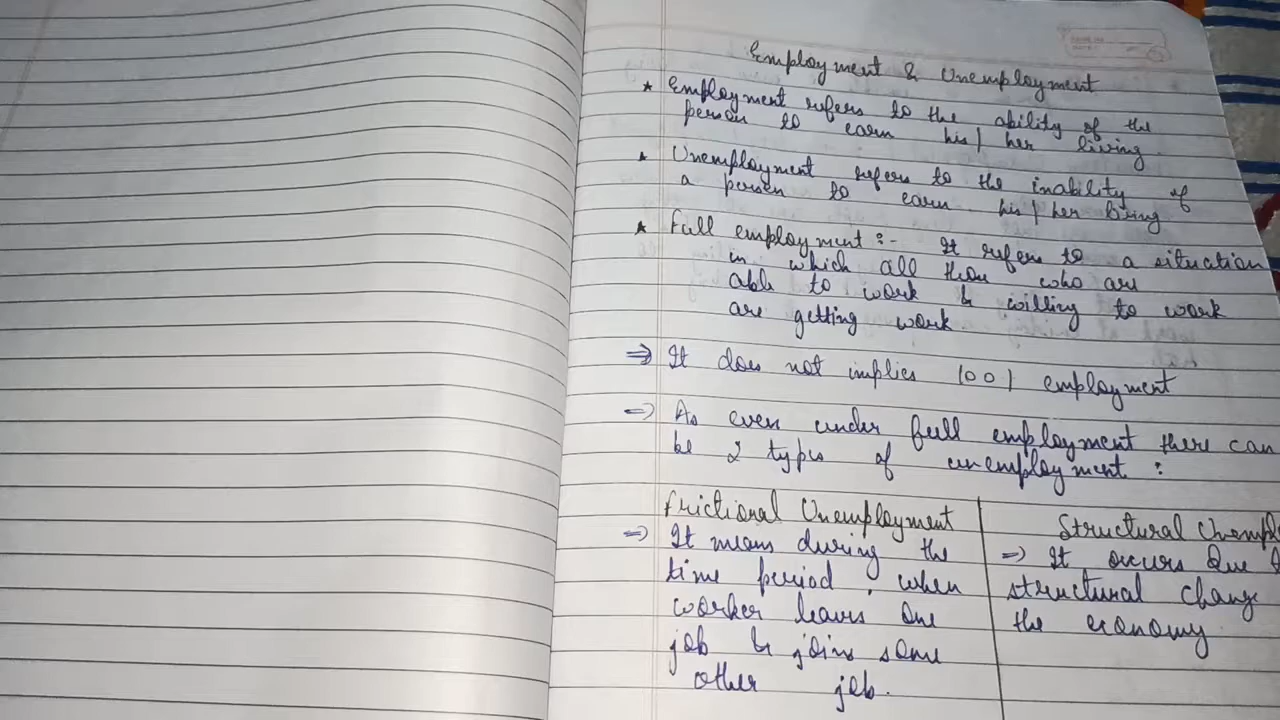 Employment & Unemployment
* Employment refers to the ability of the
person to earn his/her living
* Unemployment refers to the inability of
a person to earn his/her living
* Full employment :- It refers to a situation
in which all those who are
able to work & willing to work
are getting work.
⇒ It does not implies 100% employment
⇒ As even under full employment there can
be 2 types of unemployment :
Frictional Unemployment
⇒ It means during the
time period, when
worker leaves one
job & joins some
other job.
Structural Unempl
⇒ It occurs due
structural change
the economy.